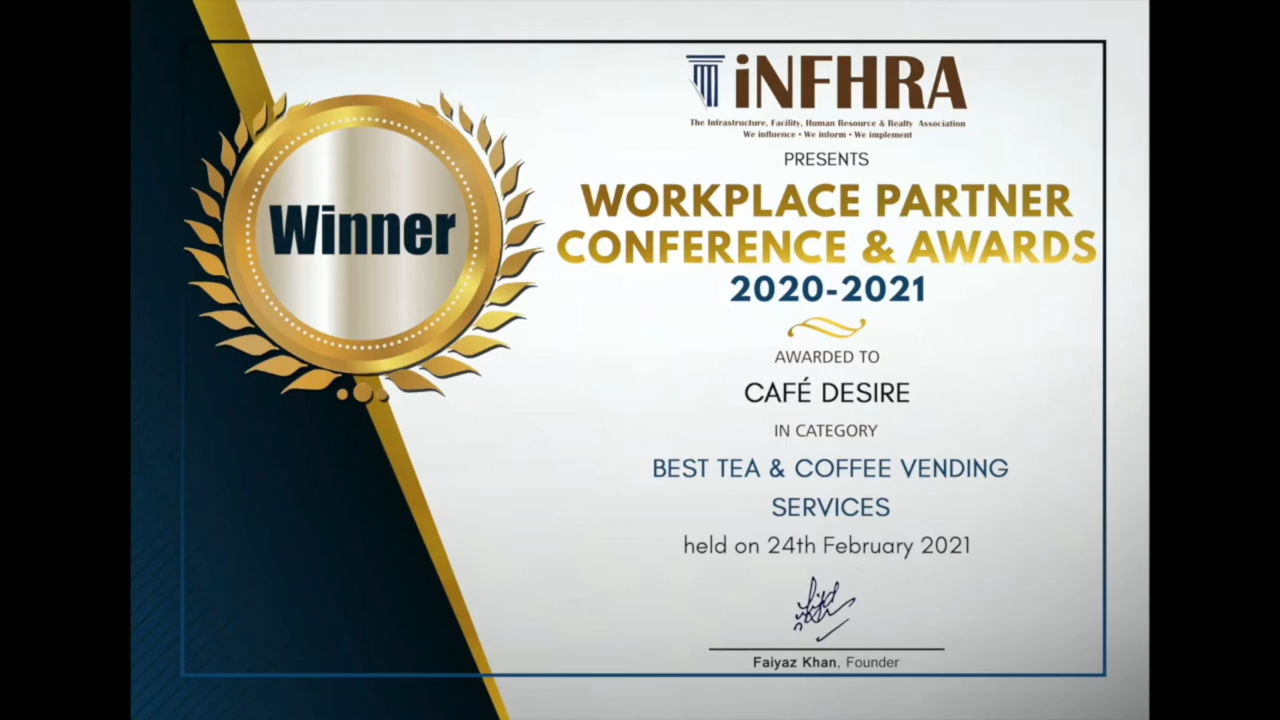 iNFHRA
The Infrastructure, Facility, Human Resource & Realty Association
We influence • We inform • We implement
PRESENTS
WORKPLACE PARTNER
CONFERENCE & AWARDS
2020-2021
Winner
AWARDED TO
CAFÉ DESIRE
IN CATEGORY
BEST TEA & COFFEE VENDING
SERVICES
held on 24th February 2021
Faiyaz Khan, Founder